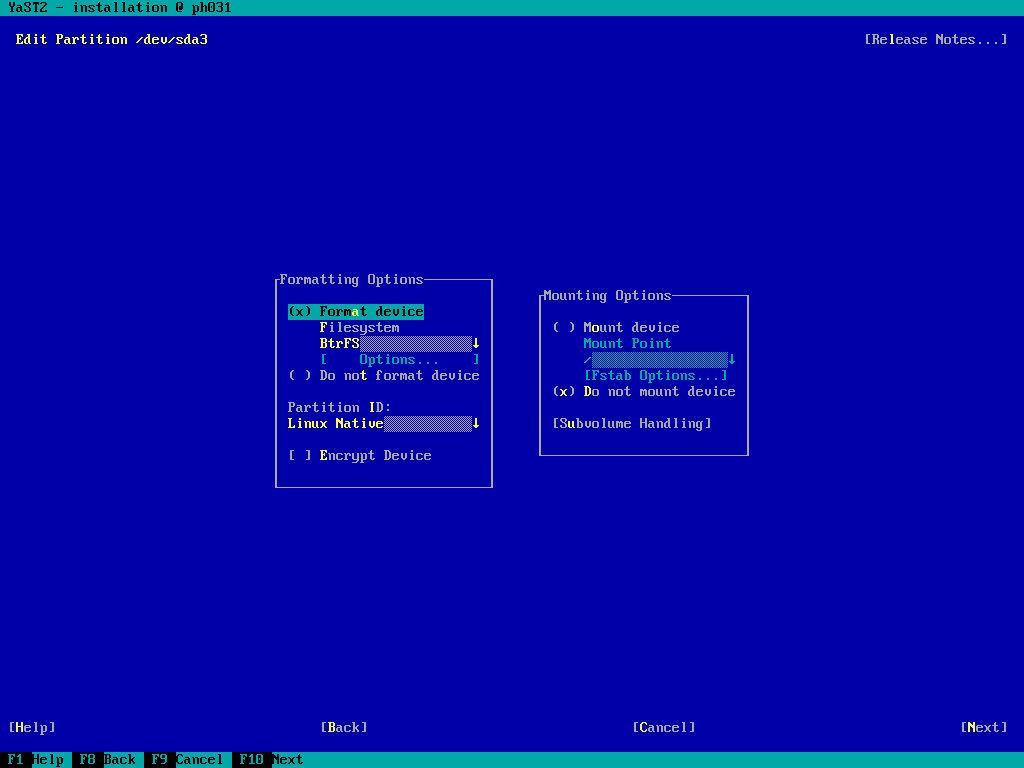 YaST2 - installation @ ph031
Edit Partition /dev/sda3 [Release Notes...]
Formatting Options
(x) Format device
Filesystem
BtrFS↓
[ Options... ]
( ) Do not format device
Partition ID:
Linux Native↓
[ ] Encrypt Device
Mounting Options
( ) Mount device
Mount Point
/↓
[Fstab Options...]
(x) Do not mount device
[Subvolume Handling]
[Help] [Back] [Cancel] [Next]
F1 Help F8 Back F9 Cancel F10 Next